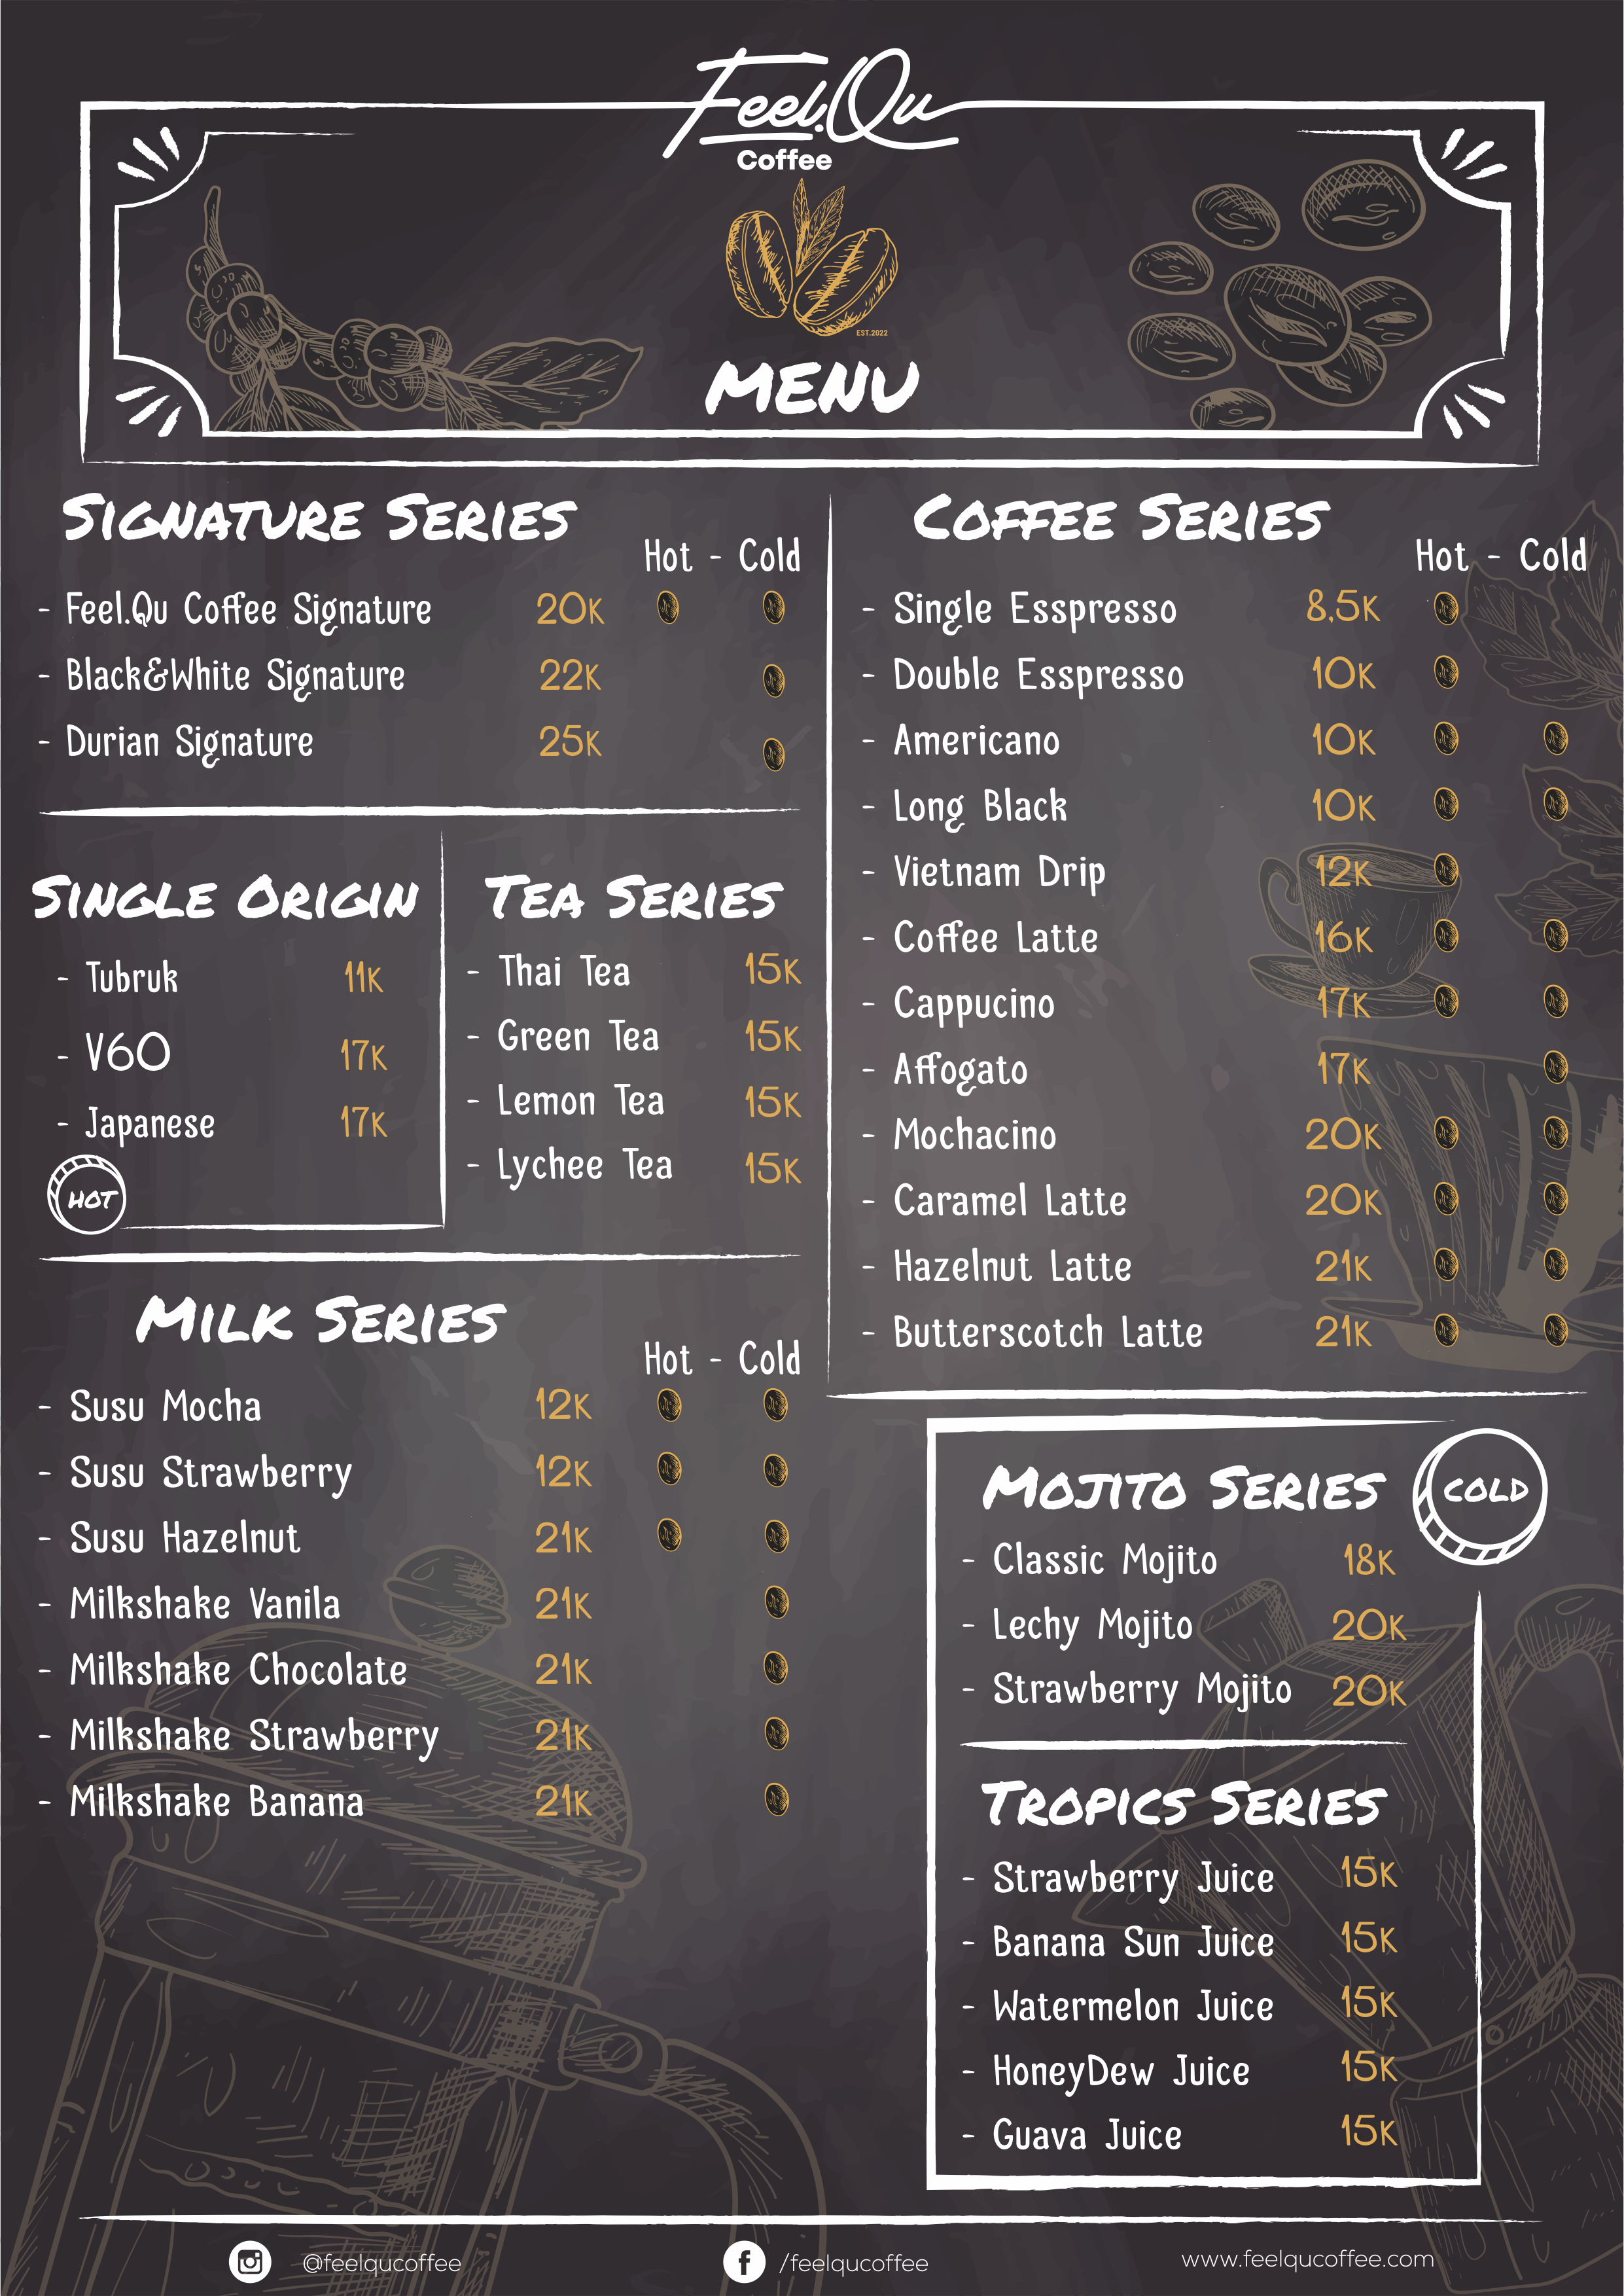 Feel.Qu
Coffee
EST.2022
MENU
SIGNATURE SERIES
Hot - Cold
- Feel.Qu Coffee Signature 20K
- Black&White Signature 22K
- Durian Signature 25K
SINGLE ORIGIN
- Tubruk 11K
- V60 17K
- Japanese 17K
HOT
TEA SERIES
- Thai Tea 15K
- Green Tea 15K
- Lemon Tea 15K
- Lychee Tea 15K
MILK SERIES
Hot - Cold
- Susu Mocha 12K
- Susu Strawberry 12K
- Susu Hazelnut 21K
- Milkshake Vanila 21K
- Milkshake Chocolate 21K
- Milkshake Strawberry 21K
- Milkshake Banana 21K
COFFEE SERIES
Hot - Cold
- Single Esspresso 8,5K
- Double Esspresso 10K
- Americano 10K
- Long Black 10K
- Vietnam Drip 12K
- Coffee Latte 16K
- Cappucino 17K
- Affogato 17K
- Mochacino 20K
- Caramel Latte 20K
- Hazelnut Latte 21K
- Butterscotch Latte 21K
MOJITO SERIES
COLD
- Classic Mojito 18K
- Lechy Mojito 20K
- Strawberry Mojito 20K
TROPICS SERIES
- Strawberry Juice 15K
- Banana Sun Juice 15K
- Watermelon Juice 15K
- HoneyDew Juice 15K
- Guava Juice 15K
@feelqucoffee
/feelqucoffee
www.feelqucoffee.com